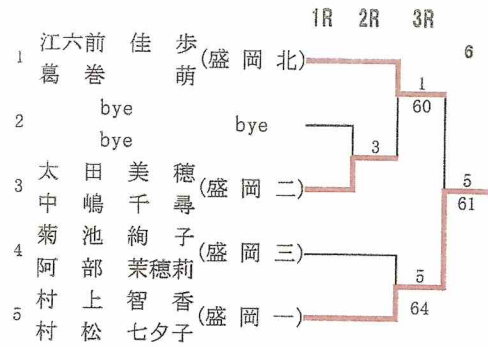 1R 2R 3R
6
1 江六前 佳 歩 (盛 岡 北)
葛 巻 萌
1
60
2 bye bye
bye
3
3 太 田 美 穂 (盛 岡 二)
中 嶋 千 尋
5
61
4 菊 池 絢 子 (盛 岡 三)
阿 部 茉穂莉
5
64
5 村 上 智 香 (盛 岡 一)
村 松 七夕子